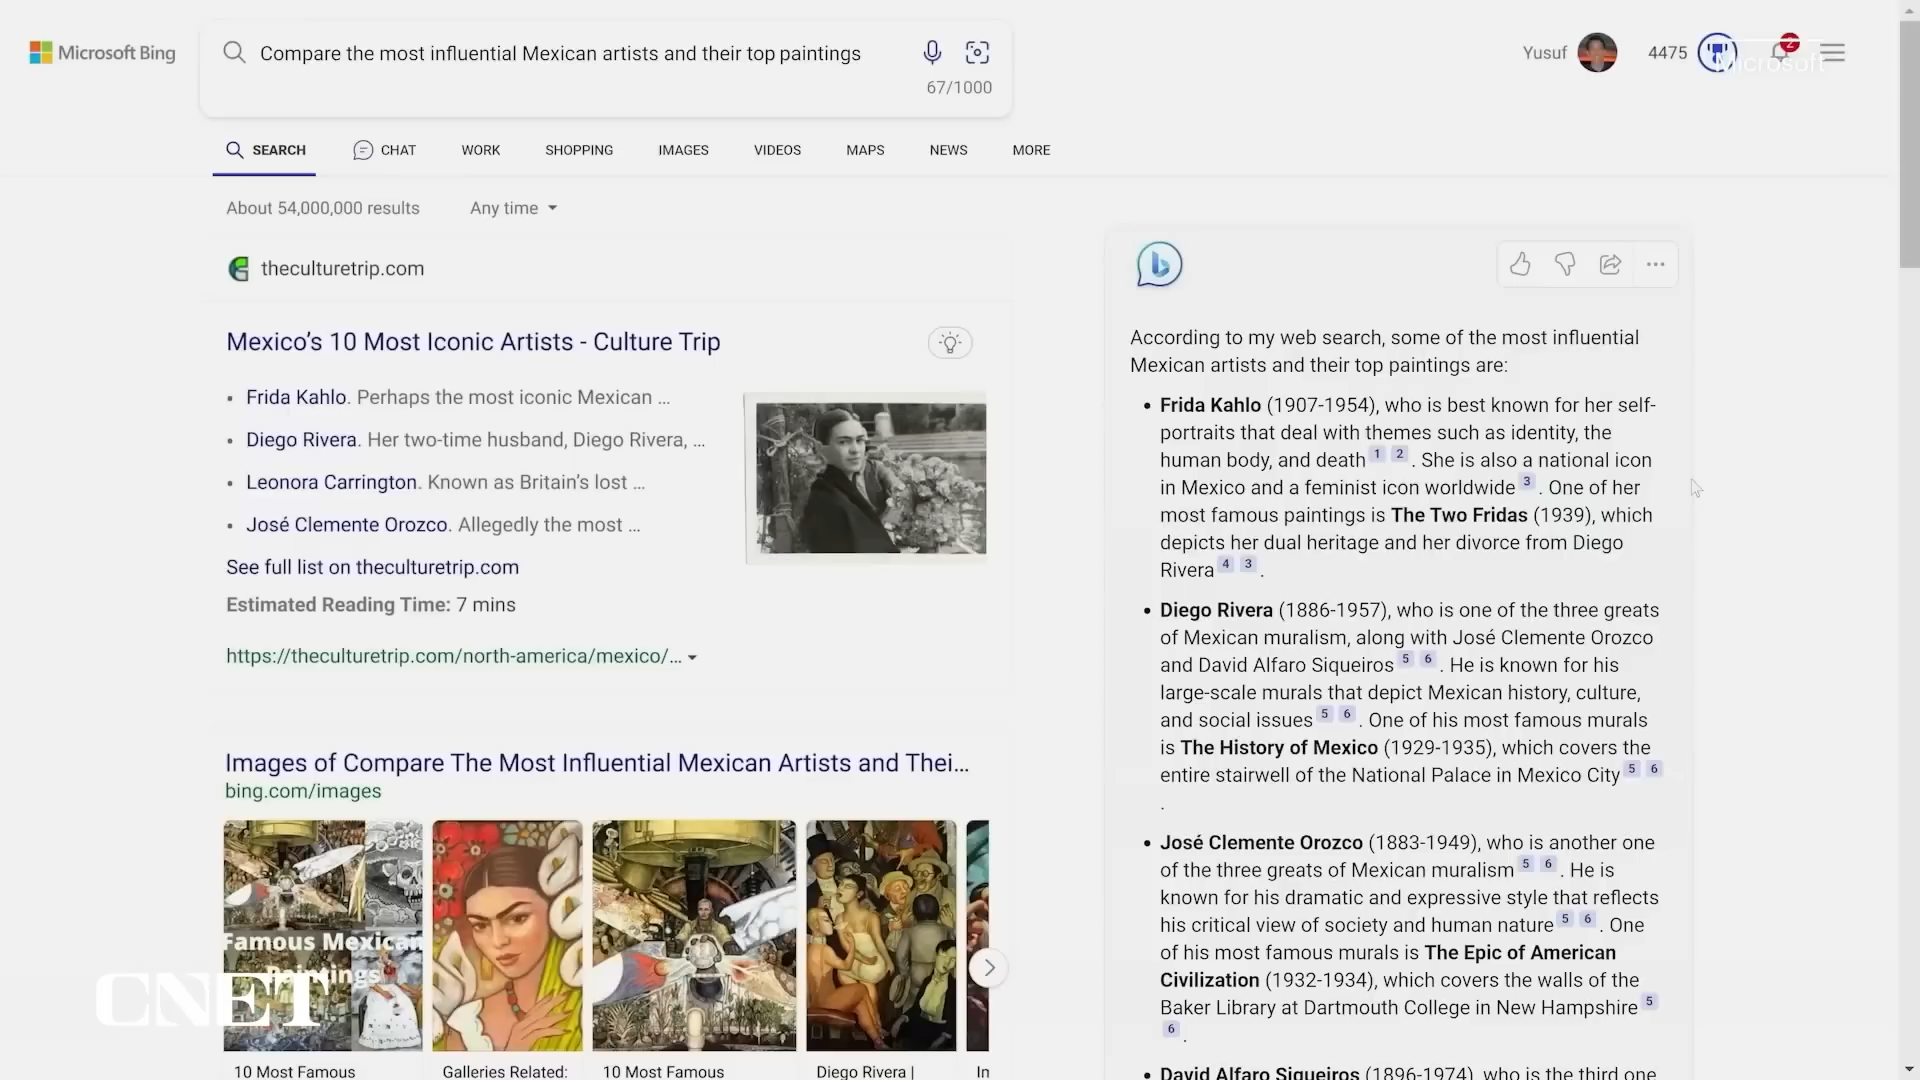 Microsoft Bing
Compare the most influential Mexican artists and their top paintings
67/1000
Yusuf
4475
2
Microsoft
SEARCH
CHAT
WORK
SHOPPING
IMAGES
VIDEOS
MAPS
NEWS
MORE
About 54,000,000 results
Any time
theculturetrip.com
Mexico’s 10 Most Iconic Artists - Culture Trip
Frida Kahlo. Perhaps the most iconic Mexican ...
Diego Rivera. Her two-time husband, Diego Rivera, ...
Leonora Carrington. Known as Britain’s lost ...
José Clemente Orozco. Allegedly the most ...
See full list on theculturetrip.com
Estimated Reading Time: 7 mins
https://theculturetrip.com/north-america/mexico/...
Images of Compare The Most Influential Mexican Artists and Thei...
bing.com/images
Famous Mexican
Paintings
CNET
10 Most Famous
Galleries Related:
10 Most Famous
Diego Rivera |
In
According to my web search, some of the most influential
Mexican artists and their top paintings are:
• Frida Kahlo (1907-1954), who is best known for her self-
portraits that deal with themes such as identity, the
human body, and death 1 2 . She is also a national icon
in Mexico and a feminist icon worldwide 3 . One of her
most famous paintings is The Two Fridas (1939), which
depicts her dual heritage and her divorce from Diego
Rivera 4 3 .
• Diego Rivera (1886-1957), who is one of the three greats
of Mexican muralism, along with José Clemente Orozco
and David Alfaro Siqueiros 5 6 . He is known for his
large-scale murals that depict Mexican history, culture,
and social issues 5 6 . One of his most famous murals
is The History of Mexico (1929-1935), which covers the
entire stairwell of the National Palace in Mexico City 5 6
.
• José Clemente Orozco (1883-1949), who is another one
of the three greats of Mexican muralism 5 6 . He is
known for his dramatic and expressive style that reflects
his critical view of society and human nature 5 6 . One
of his most famous murals is The Epic of American
Civilization (1932-1934), which covers the walls of the
Baker Library at Dartmouth College in New Hampshire 5
6 .
• David Alfaro Siqueiros (1896-1974), who is the third one